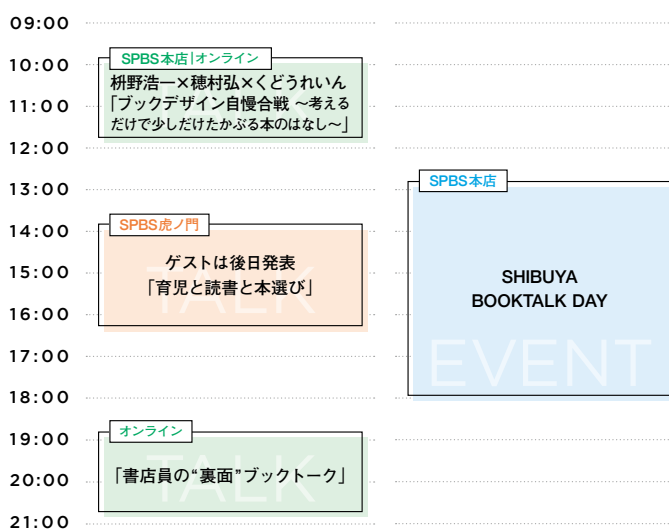 09:00
10:00
11:00
12:00
13:00
14:00
15:00
16:00
17:00
18:00
19:00
20:00
21:00
SPBS本店|オンライン
TALK
枡野浩一×穂村弘×くどうれいん
「ブックデザイン自慢合戦 〜考える
だけで少しだけたかぶる本のはなし〜」
SPBS虎ノ門
TALK
ゲストは後日発表
「育児と読書と本選び」
オンライン
TALK
「書店員の“裏面”ブックトーク」
SPBS本店
SHIBUYA
BOOKTALK DAY
EVENT